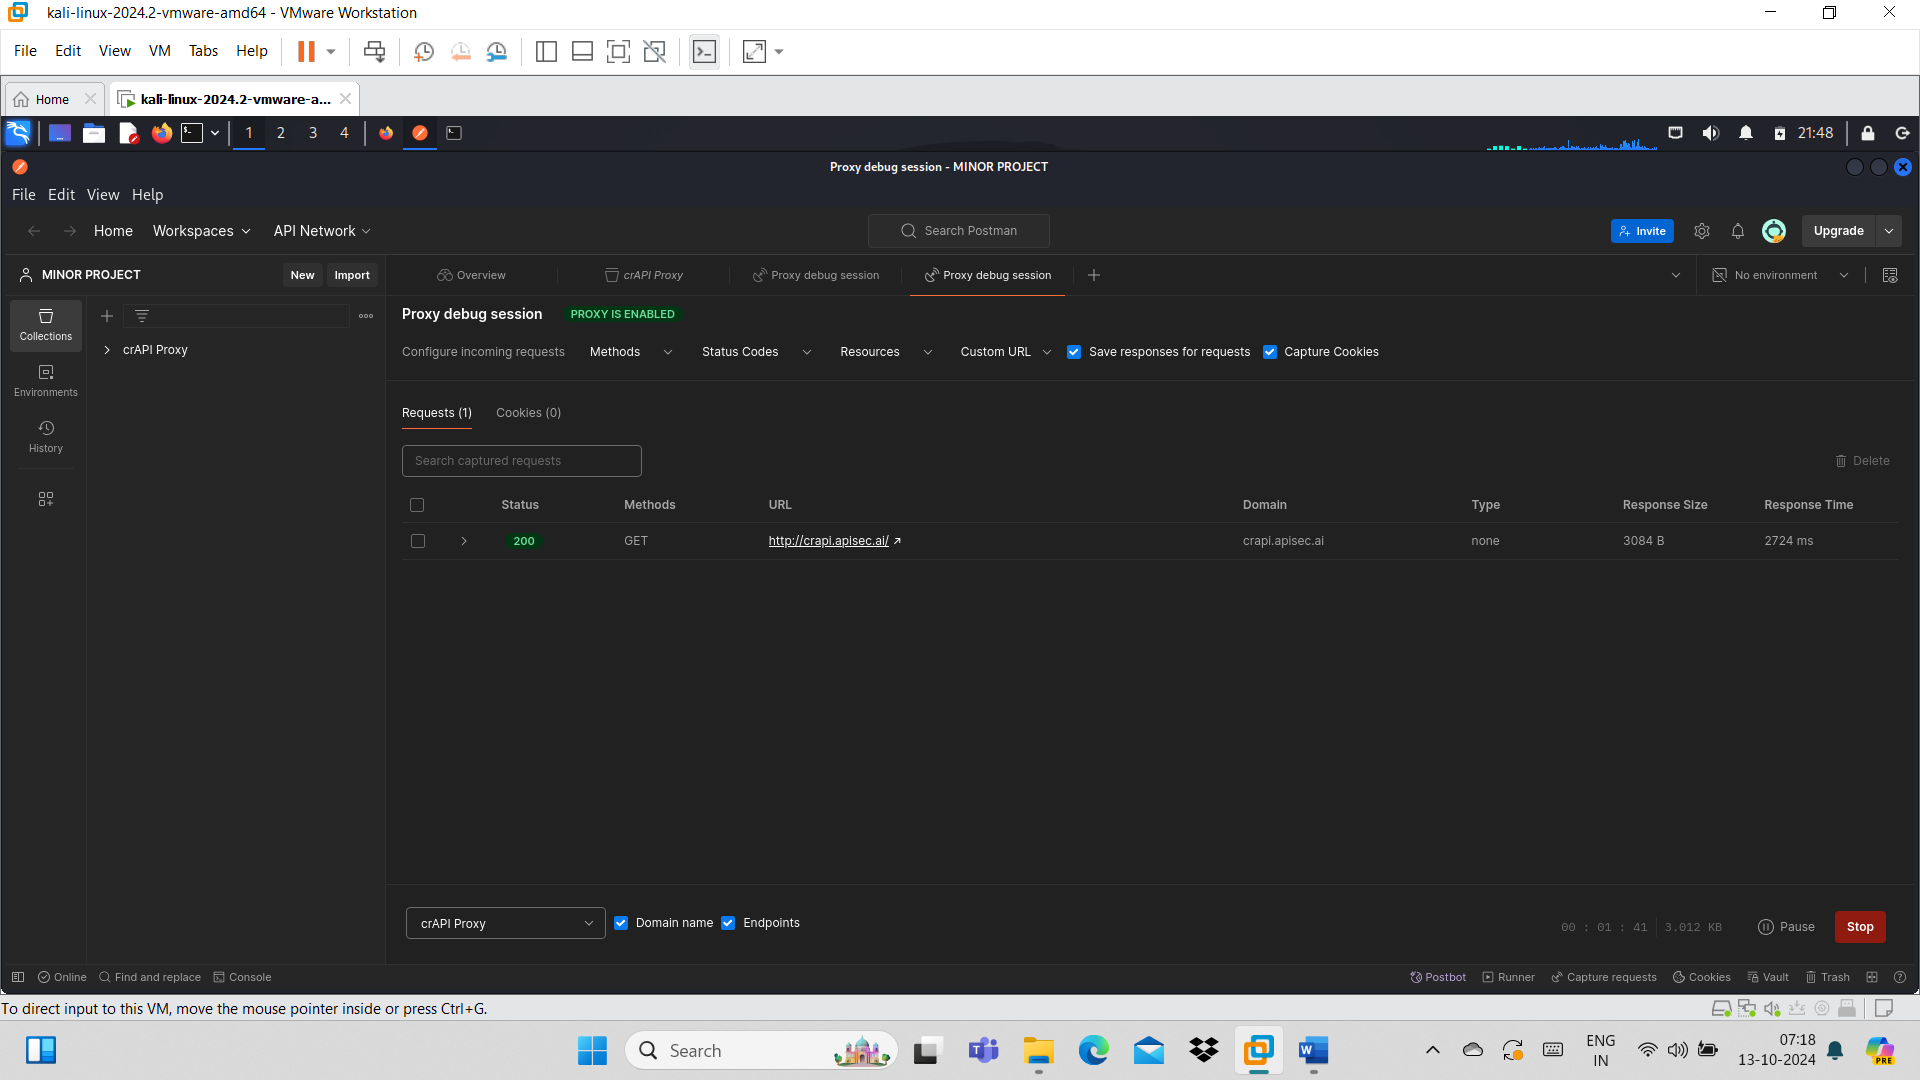 kali-linux-2024.2-vmware-amd64 - VMware Workstation
File Edit View VM Tabs Help
Home kali-linux-2024.2-vmware-a...
1 2 3 4 21:48
Proxy debug session - MINOR PROJECT
File Edit View Help
Home Workspaces API Network Search Postman Invite Upgrade
MINOR PROJECT New Import Overview crAPI Proxy Proxy debug session Proxy debug session No environment
Collections
Environments
History
crAPI Proxy
Proxy debug session PROXY IS ENABLED
Configure incoming requests Methods Status Codes Resources Custom URL Save responses for requests Capture Cookies
Requests (1) Cookies (0)
Search captured requests Delete
Status Methods URL Domain Type Response Size Response Time
200 GET http://crapi.apisec.ai/ crapi.apisec.ai none 3084 B 2724 ms
crAPI Proxy Domain name Endpoints 00 : 01 : 41 3.012 KB Pause Stop
Online Find and replace Console Postbot Runner Capture requests Cookies Vault Trash
To direct input to this VM, move the mouse pointer inside or press Ctrl+G.
Search ENG 07:18
IN 13-10-2024 PRE